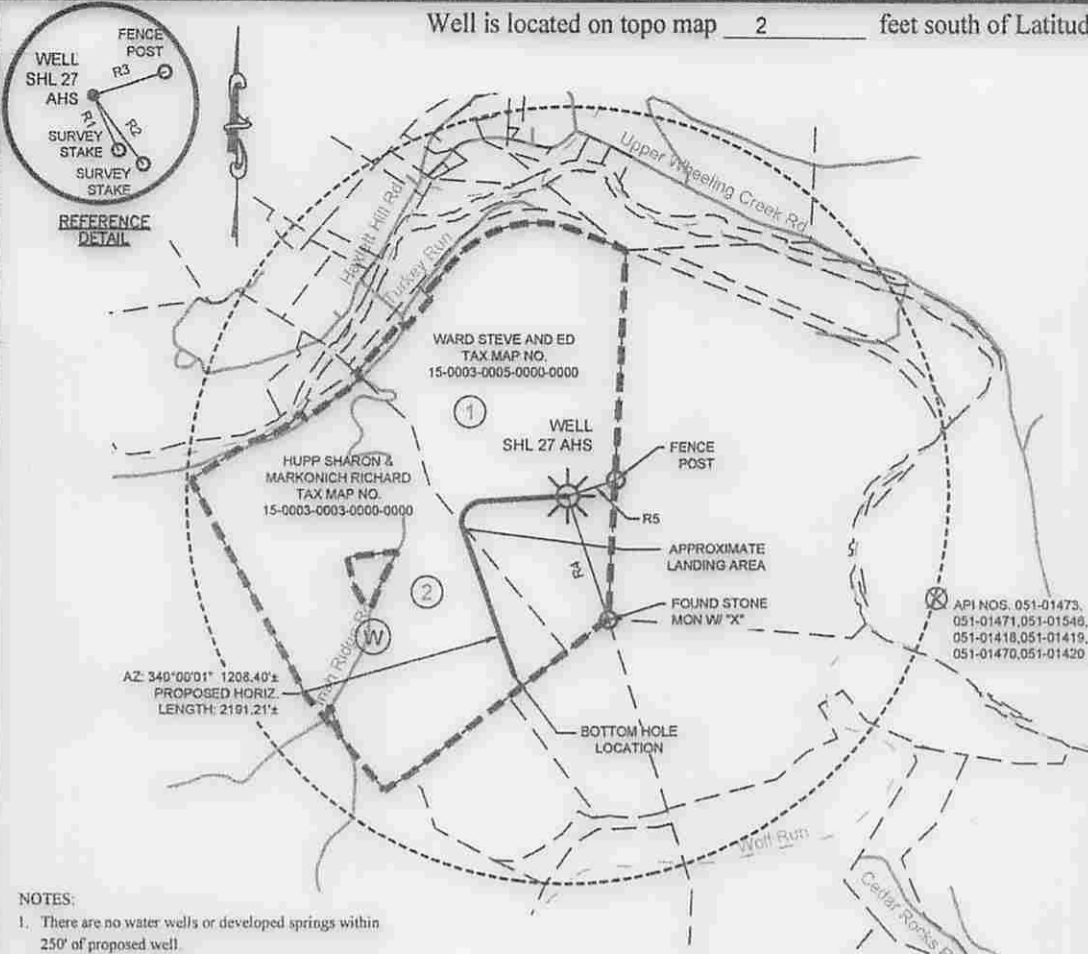 Well is located on topo map 2 feet south of Latitud
FENCE
POST
WELL
SHL 27
AHS
R3
R1
R2
SURVEY
STAKE
SURVEY
STAKE
REFERENCE
DETAIL
Upper Wheeling Creek Rd
Hill Rd
Turkey Run
WARD STEVE AND ED
TAX MAP NO.
15-0003-0005-0000-0000
1
WELL
SHL 27 AHS
FENCE
POST
HUPP SHARON &
MARKONICH RICHARD
TAX MAP NO.
15-0003-0003-0000-0000
R5
APPROXIMATE
LANDING AREA
R4
2
FOUND STONE
MON W/ "X"
API NOS. 051-01473,
051-01471,051-01546,
051-01418,051-01419,
051-01470,051-01420
W
Ridge
AZ: 340°00'01" 1208.40'±
PROPOSED HORIZ.
LENGTH: 2191.21'±
BOTTOM HOLE
LOCATION
Wolf Run
Cedar Rocks
NOTES:
1. There are no water wells or developed springs within
250' of proposed well.